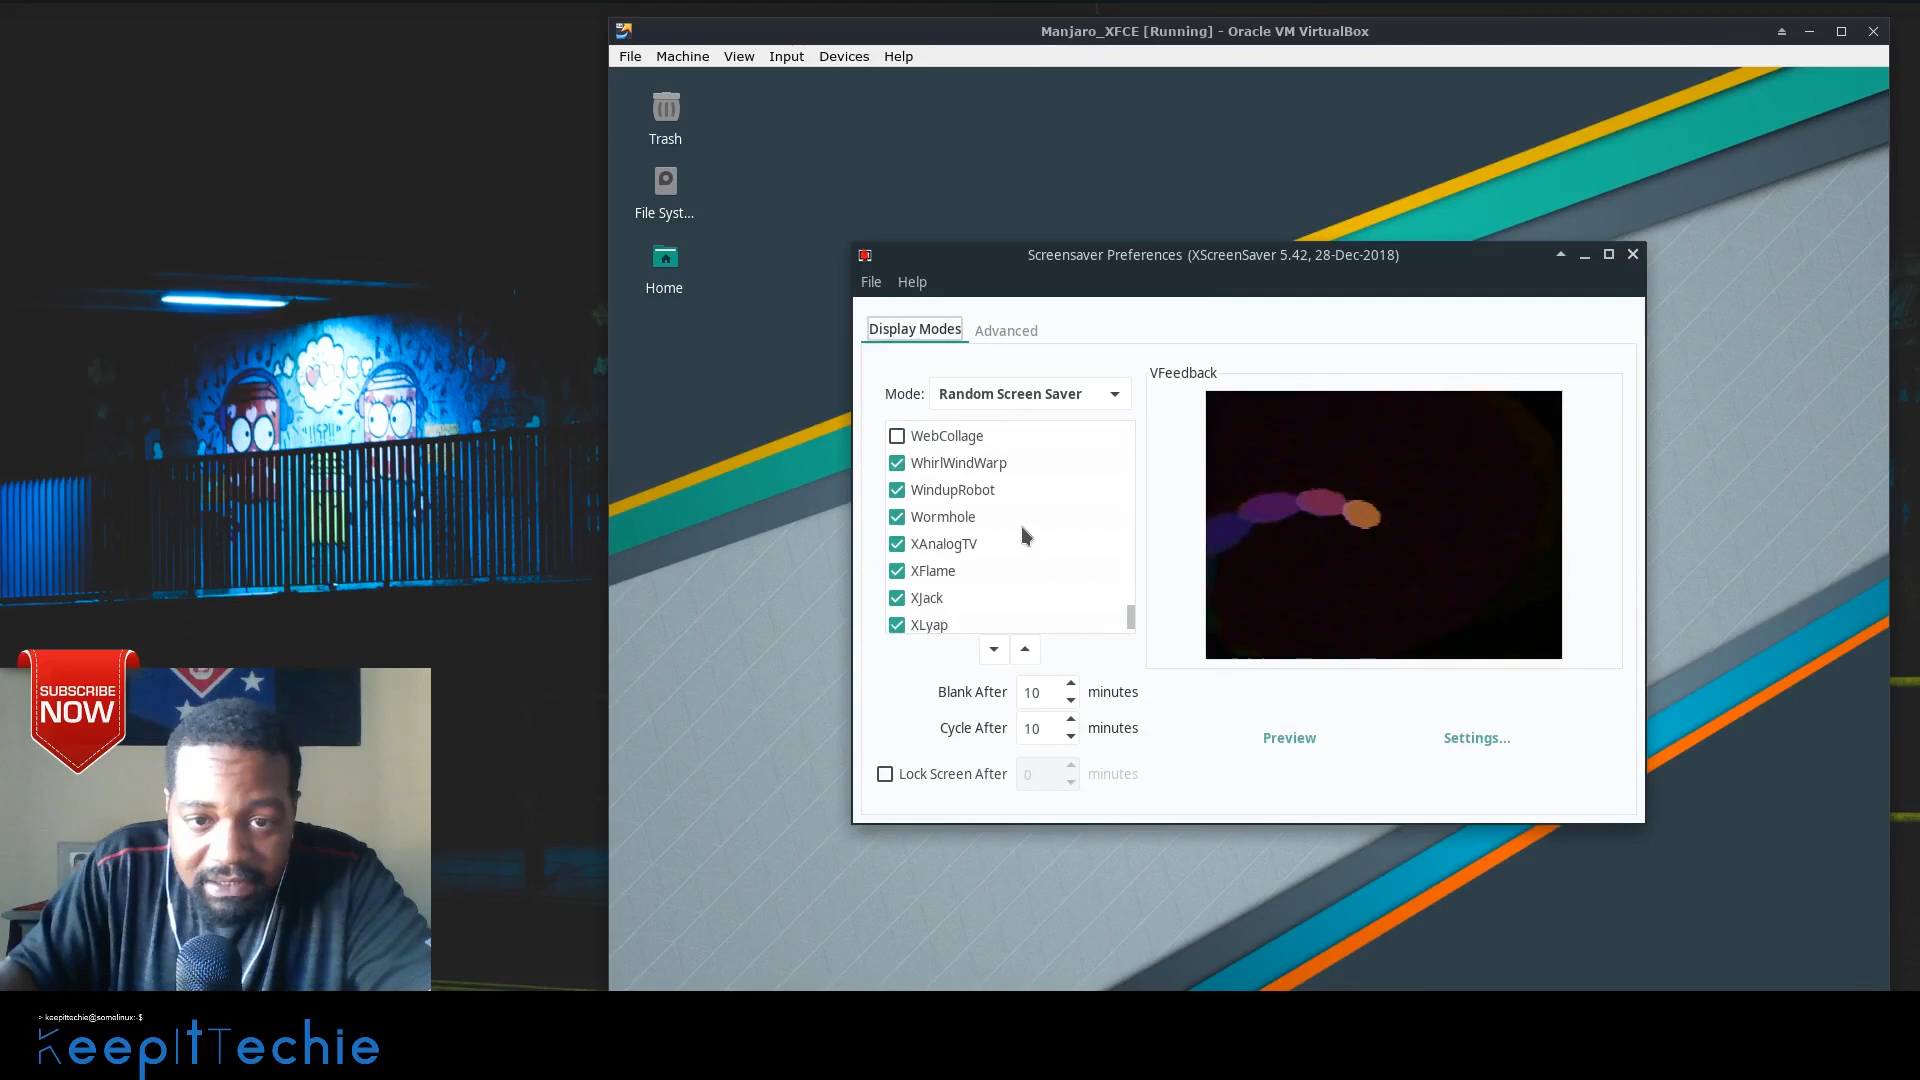 Manjaro_XFCE [Running] - Oracle VM VirtualBox
File Machine View Input Devices Help
Trash
File Syst...
Home
Screensaver Preferences (XScreenSaver 5.42, 28-Dec-2018)
File Help
Display Modes Advanced
Mode: Random Screen Saver
WebCollage
WhirlWindWarp
WindupRobot
Wormhole
XAnalogTV
XFlame
XJack
XLyap
Blank After 10 minutes
Cycle After 10 minutes
Lock Screen After 0 minutes
VFeedback
Preview Settings...
SUBSCRIBE
NOW
> keepittechie@somelinux:-$
KeepItTechie